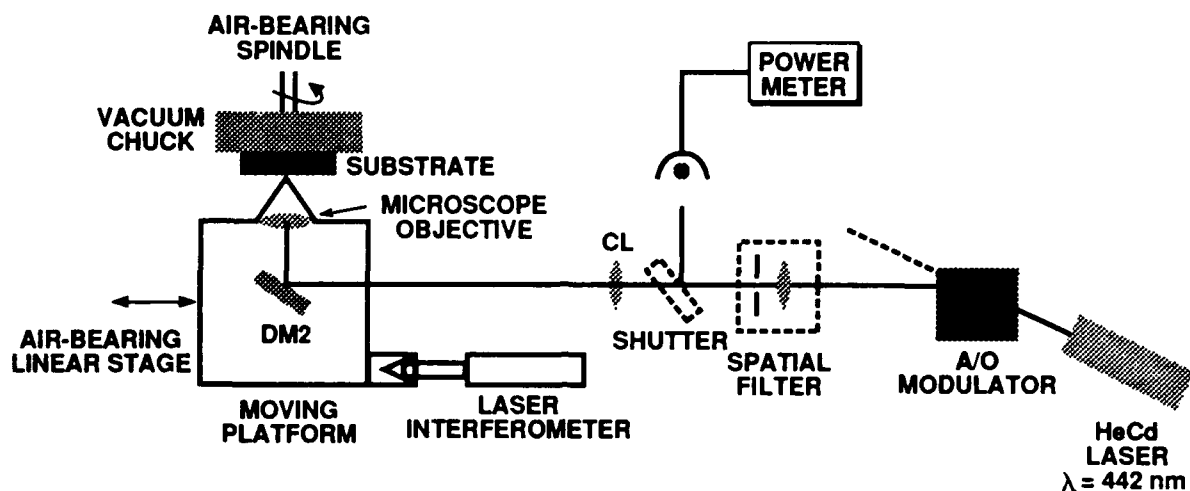 AIR-BEARING
SPINDLE
POWER
METER
VACUUM
CHUCK
SUBSTRATE
MICROSCOPE
OBJECTIVE
CL
DM2
SHUTTER
AIR-BEARING
LINEAR STAGE
SPATIAL
FILTER
A/O
MODULATOR
MOVING
PLATFORM
LASER
INTERFEROMETER
HeCd
LASER
λ = 442 nm